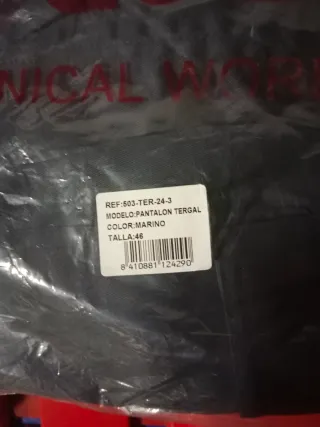 NICAL WOR
REF:503-TER-24-3
MODELO:PANTALON TERGAL
COLOR:MARINO
TALLA:46
8 410881 124290